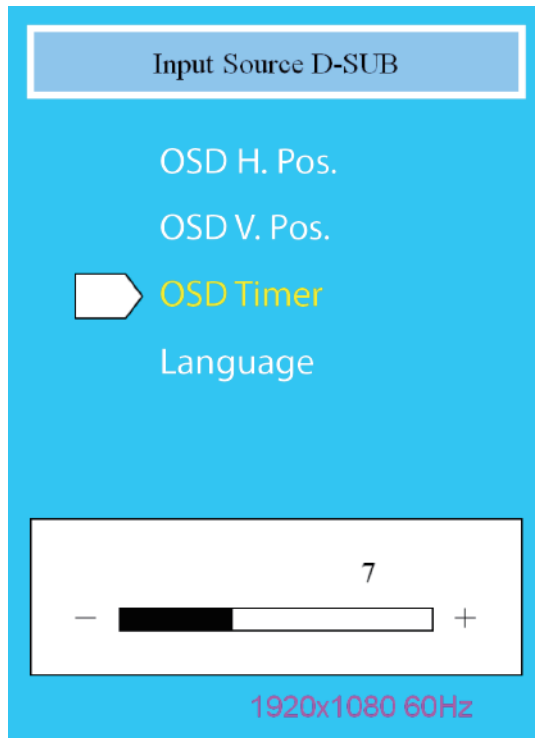 Input Source D-SUB
OSD H. Pos.
OSD V. Pos.
OSD Timer
Language
7
− +
1920x1080 60Hz